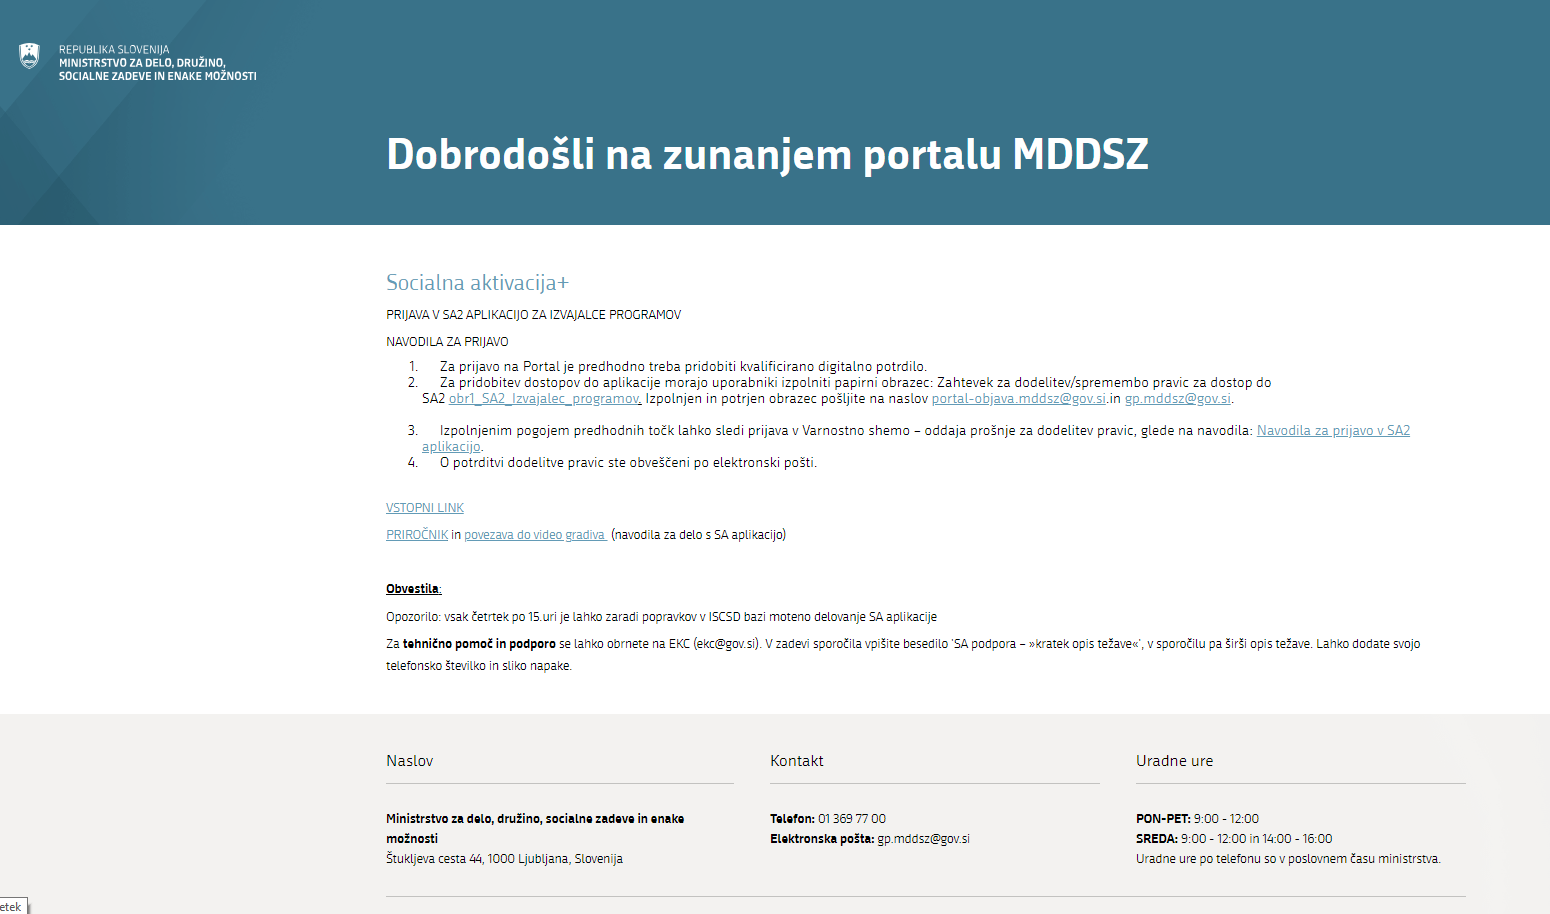 REPUBLIKA SLOVENIJA
MINISTRSTVO ZA DELO, DRUŽINO,
SOCIALNE ZADEVE IN ENAKE MOŽNOSTI
Dobrodošli na zunanjem portalu MDDSZ
Socialna aktivacija+
PRIJAVA V SA2 APLIKACIJO ZA IZVAJALCE PROGRAMOV
NAVODILA ZA PRIJAVO
1. Za prijavo na Portal je predhodno treba pridobiti kvalificirano digitalno potrdilo.
2. Za pridobitev dostopov do aplikacije morajo uporabniki izpolniti papirni obrazec: Zahtevek za dodelitev/spremembo pravic za dostop do
SA2 obr1_SA2_Izvajalec_programov. Izpolnjen in potrjen obrazec pošljite na naslov portal-objava.mddsz@gov.si.in gp.mddsz@gov.si.
3. Izpolnjenim pogojem predhodnih točk lahko sledi prijava v Varnostno shemo – oddaja prošnje za dodelitev pravic, glede na navodila: Navodila za prijavo v SA2
aplikacijo.
4. O potrditvi dodelitve pravic ste obveščeni po elektronski pošti.
VSTOPNI LINK
PRIROČNIK in povezava do video gradiva (navodila za delo s SA aplikacijo)
Obvestila:
Opozorilo: vsak četrtek po 15.uri je lahko zaradi popravkov v ISCSD bazi moteno delovanje SA aplikacije
Za tehnično pomoč in podporo se lahko obrnete na EKC (ekc@gov.si). V zadevi sporočila vpišite besedilo 'SA podpora – »kratek opis težave«', v sporočilu pa širši opis težave. Lahko dodate svojo
telefonsko številko in sliko napake.
Naslov
Kontakt
Uradne ure
Ministrstvo za delo, družino, socialne zadeve in enake
možnosti
Štukljeva cesta 44, 1000 Ljubljana, Slovenija
Telefon: 01 369 77 00
Elektronska pošta: gp.mddsz@gov.si
PON-PET: 9:00 - 12:00
SREDA: 9:00 - 12:00 in 14:00 - 16:00
Uradne ure po telefonu so v poslovnem času ministrstva.
etek